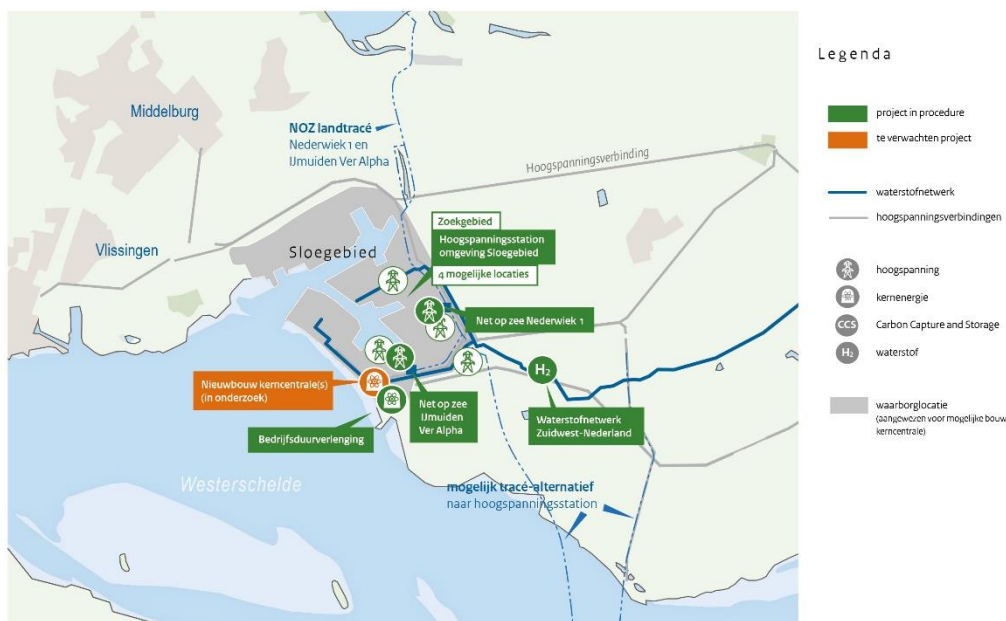 Legenda
Middelburg
NOZ landtracé
Nederwiek 1 en
IJmuiden Ver Alpha
Hoogspanningsverbinding
Vlissingen
Sloegebied
Zoekgebied
Hoogspanningsstation
omgeving Sloegebied
4 mogelijke locaties
Net op zee Nederwiek 1
Nieuwbouw kerncentrale(s)
(in onderzoek)
Net op zee
IJmuiden
Ver Alpha
H2
Waterstofnetwerk
Zuidwest-Nederland
Bedrijfsduurverlenging
Westerschelde
mogelijk tracé-alternatief
naar hoogspanningsstation
project in procedure
te verwachten project
waterstofnetwerk
hoogspanningsverbindingen
hoogspanning
kernenergie
CCS Carbon Capture and Storage
H2 waterstof
waarborglocatie
(aangewezen voor mogelijke bouw
kerncentrale)